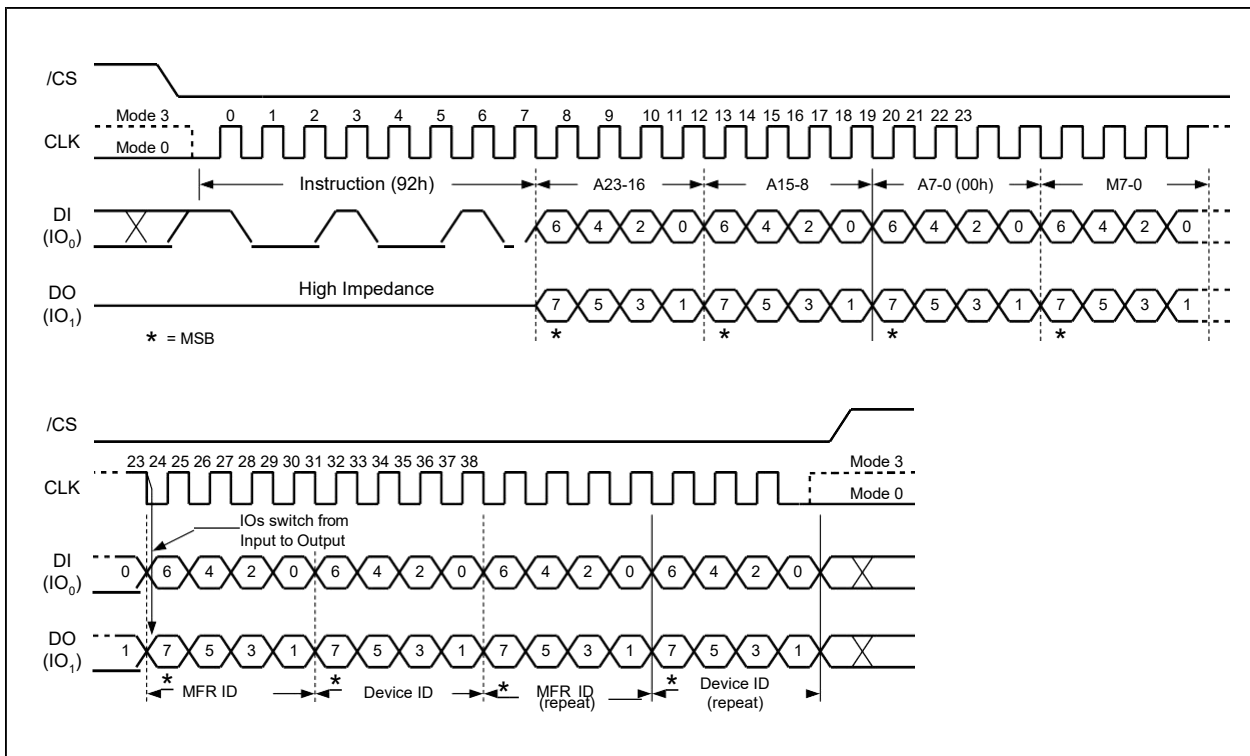 /CS
Mode 3 0 1 2 3 4 5 6 7 8 9 10 11 12 13 14 15 16 17 18 19 20 21 22 23
CLK
Mode 0
Instruction (92h) A23-16 A15-8 A7-0 (00h) M7-0
DI
(IO0)
6 4 2 0 6 4 2 0 6 4 2 0 6 4 2 0
High Impedance
DO
(IO1)
7 5 3 1 7 5 3 1 7 5 3 1 7 5 3 1
* * * *
* = MSB
/CS
23 24 25 26 27 28 29 30 31 32 33 34 35 36 37 38 Mode 3
CLK
Mode 0
IOs switch from
Input to Output
DI
(IO0)
0 6 4 2 0 6 4 2 0 6 4 2 0 6 4 2 0
DO
(IO1)
1 7 5 3 1 7 5 3 1 7 5 3 1 7 5 3 1
* * * *
MFR ID Device ID MFR ID
(repeat)
Device ID
(repeat)